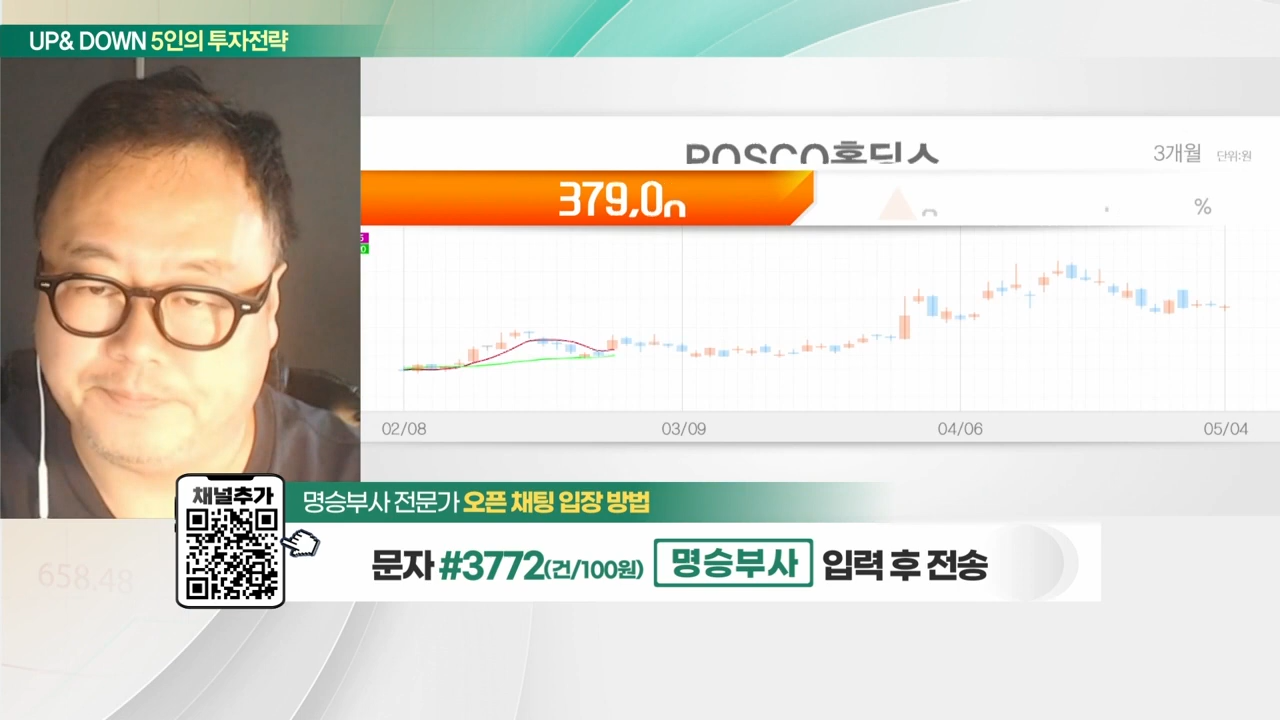 UP& DOWN 5인의 투자전략
3개월 단위:원
%
02/08 03/09 04/06 05/04
채널추가
명승부사 전문가 오픈 채팅 입장 방법
문자 #3772(건/100원) 명승부사 입력 후 전송
658.48